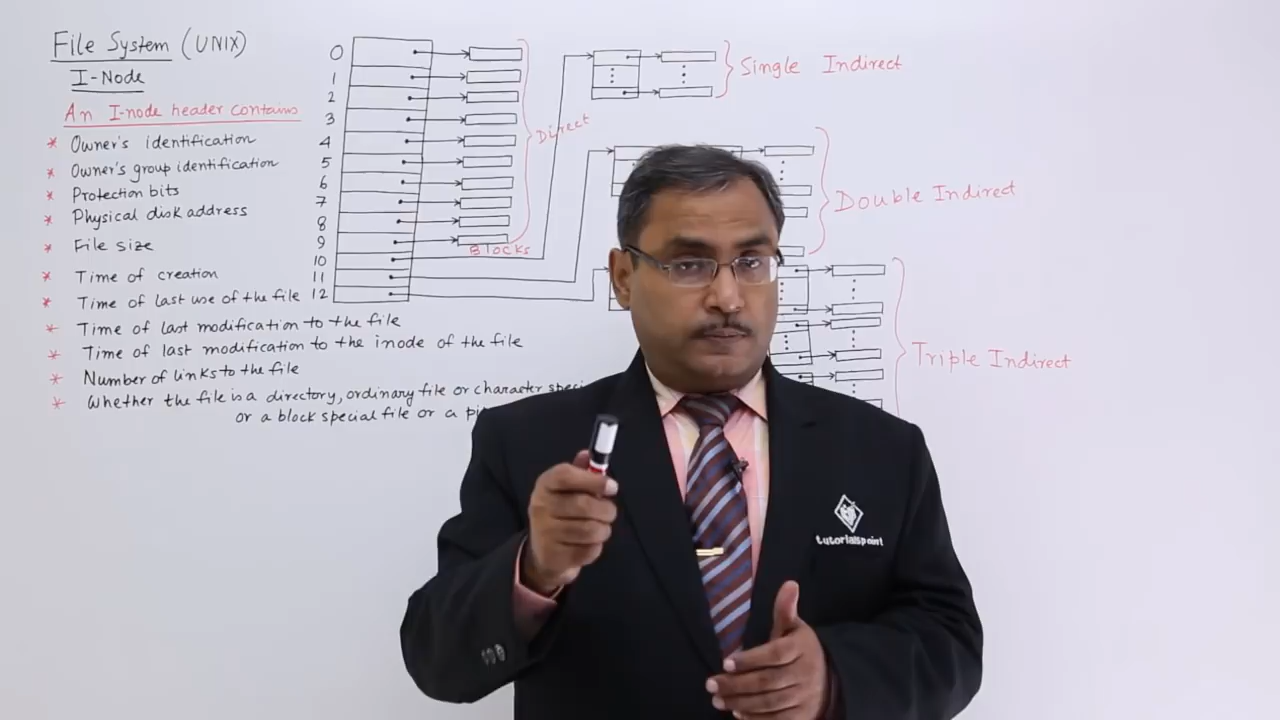 File System (UNIX)
I-Node
An I-node header contains
* Owner's identification
* Owner's group identification
* Protection bits
* Physical disk address
* File size
* Time of creation
* Time of last use of the file
* Time of last modification to the file
* Time of last modification to the inode of the file
* Number of links to the file
* Whether the file is a directory, ordinary file or character
or a block special file or a
0
1
2
3
4
5
6
7
8
9
10
11
12
Direct
Blocks
Single Indirect
Double Indirect
Triple Indirect
tutorialspoint